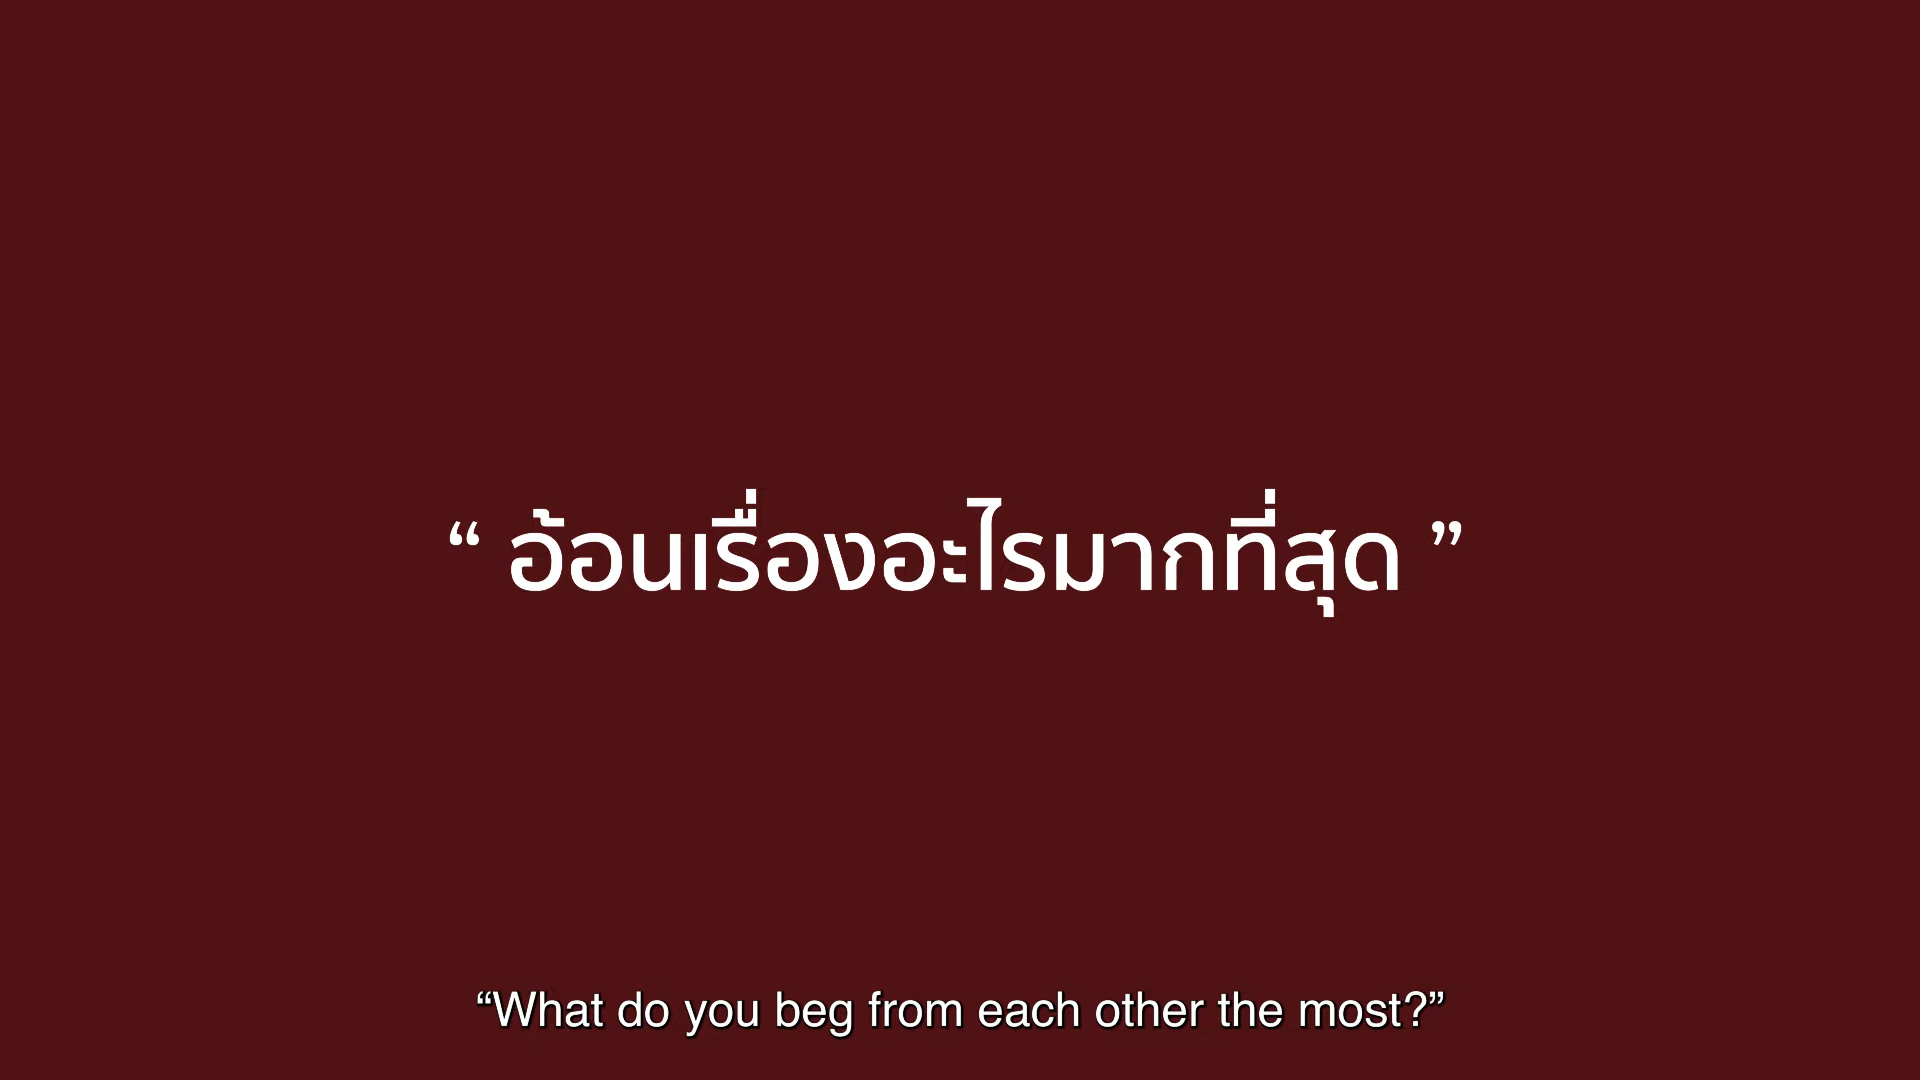 “ อ้อนเรื่องอะไรมากที่สุด ”
“What do you beg from each other the most?”